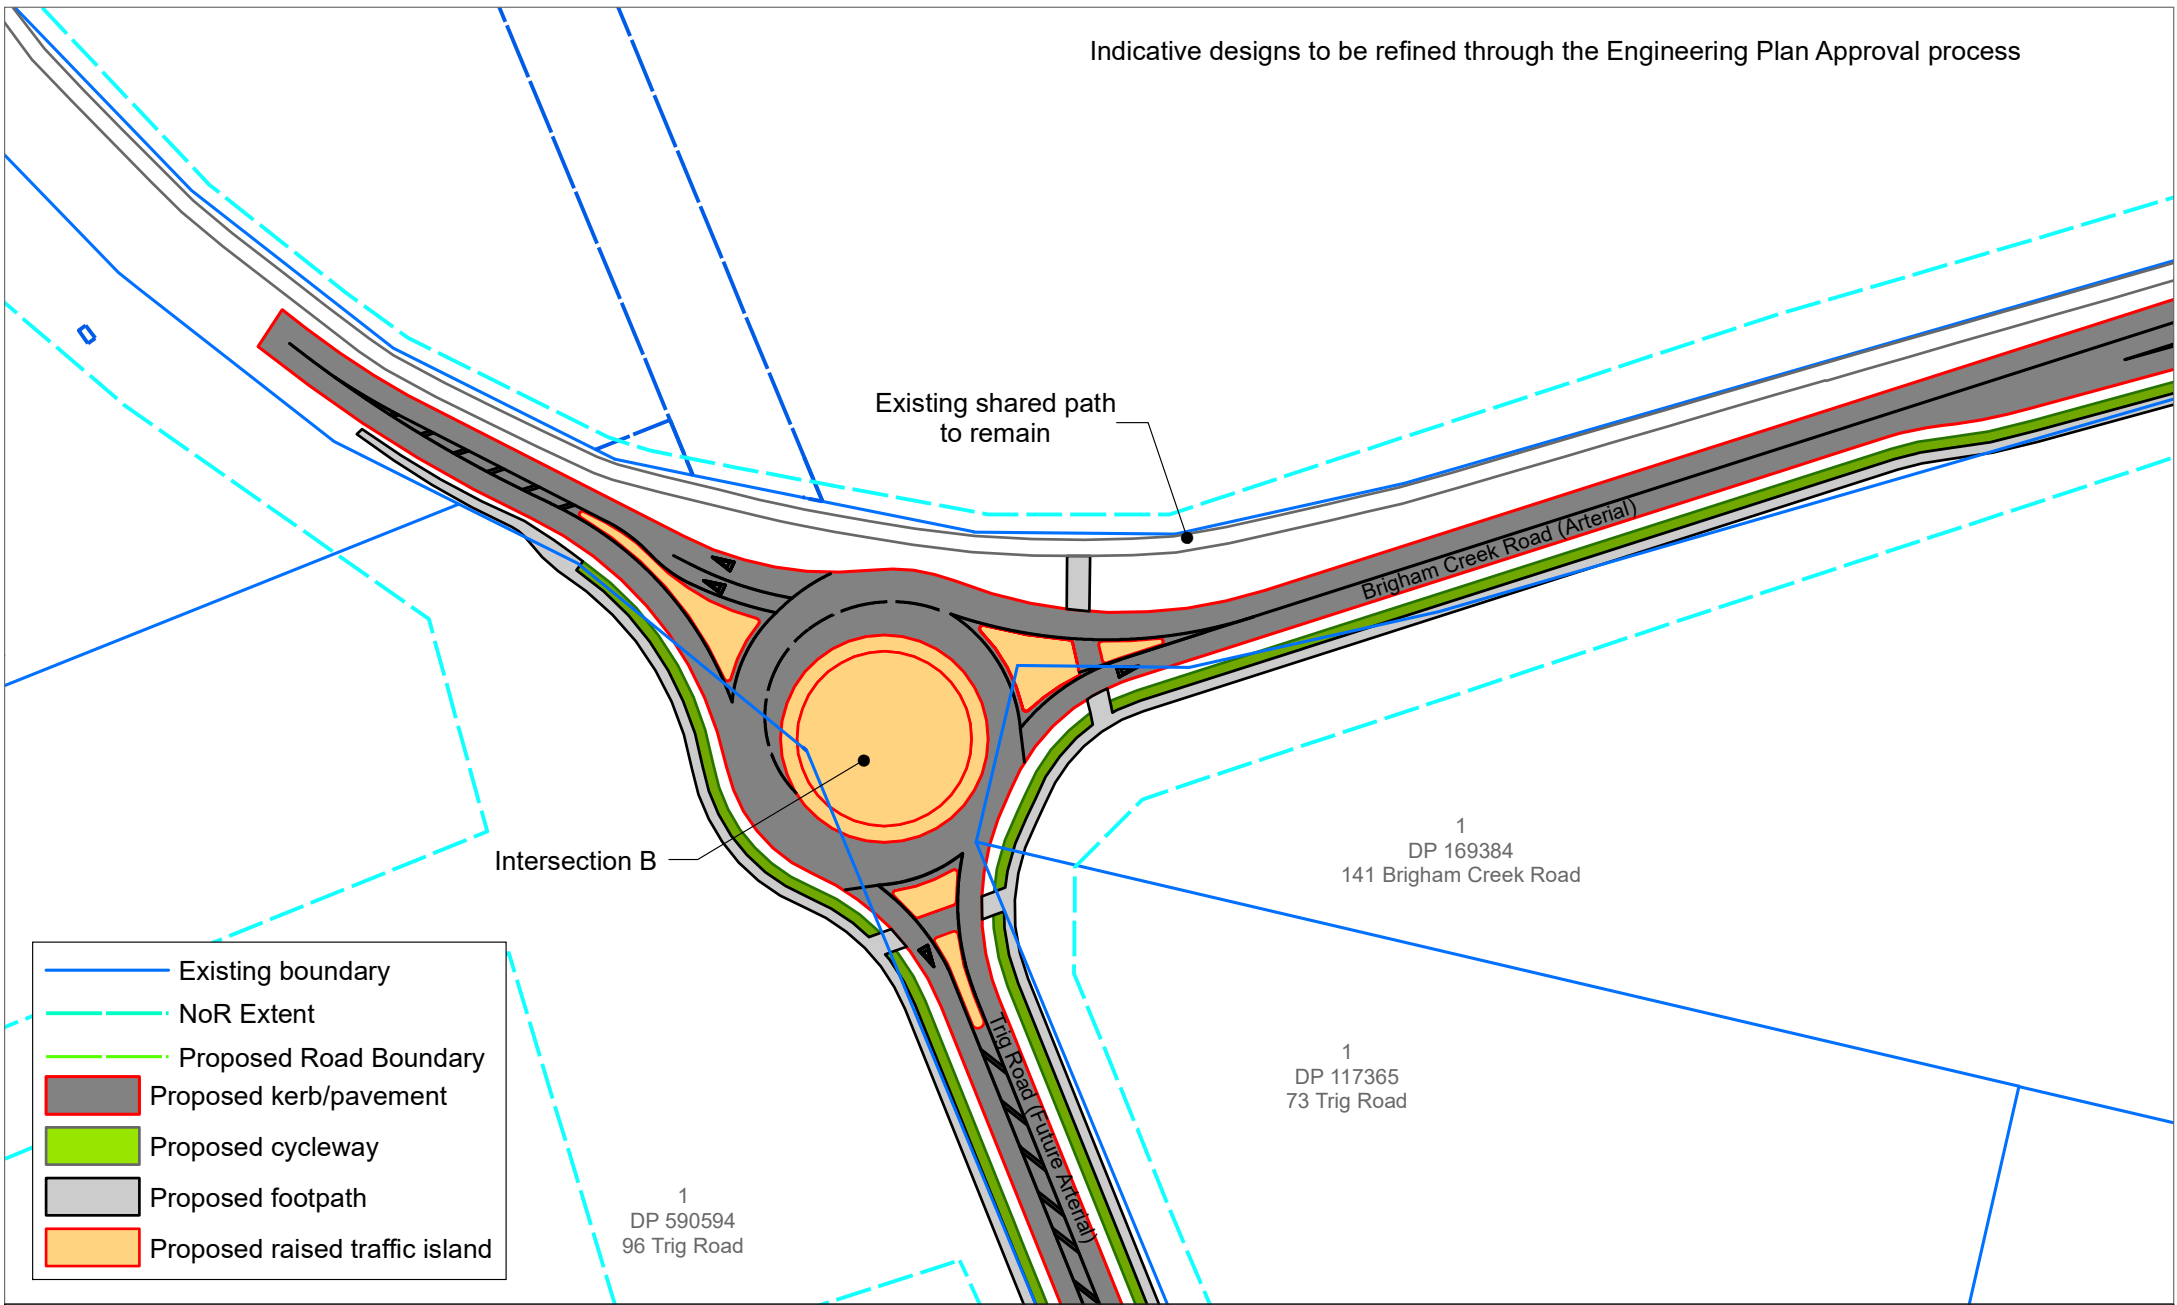 Indicative designs to be refined through the Engineering Plan Approval process
Existing shared path
to remain
Brigham Creek Road (Arterial)
Intersection B
Trig Road (Future Arterial)
1
DP 169384
141 Brigham Creek Road
1
DP 117365
73 Trig Road
1
DP 590594
96 Trig Road
Existing boundary
NoR Extent
Proposed Road Boundary
Proposed kerb/pavement
Proposed cycleway
Proposed footpath
Proposed raised traffic island